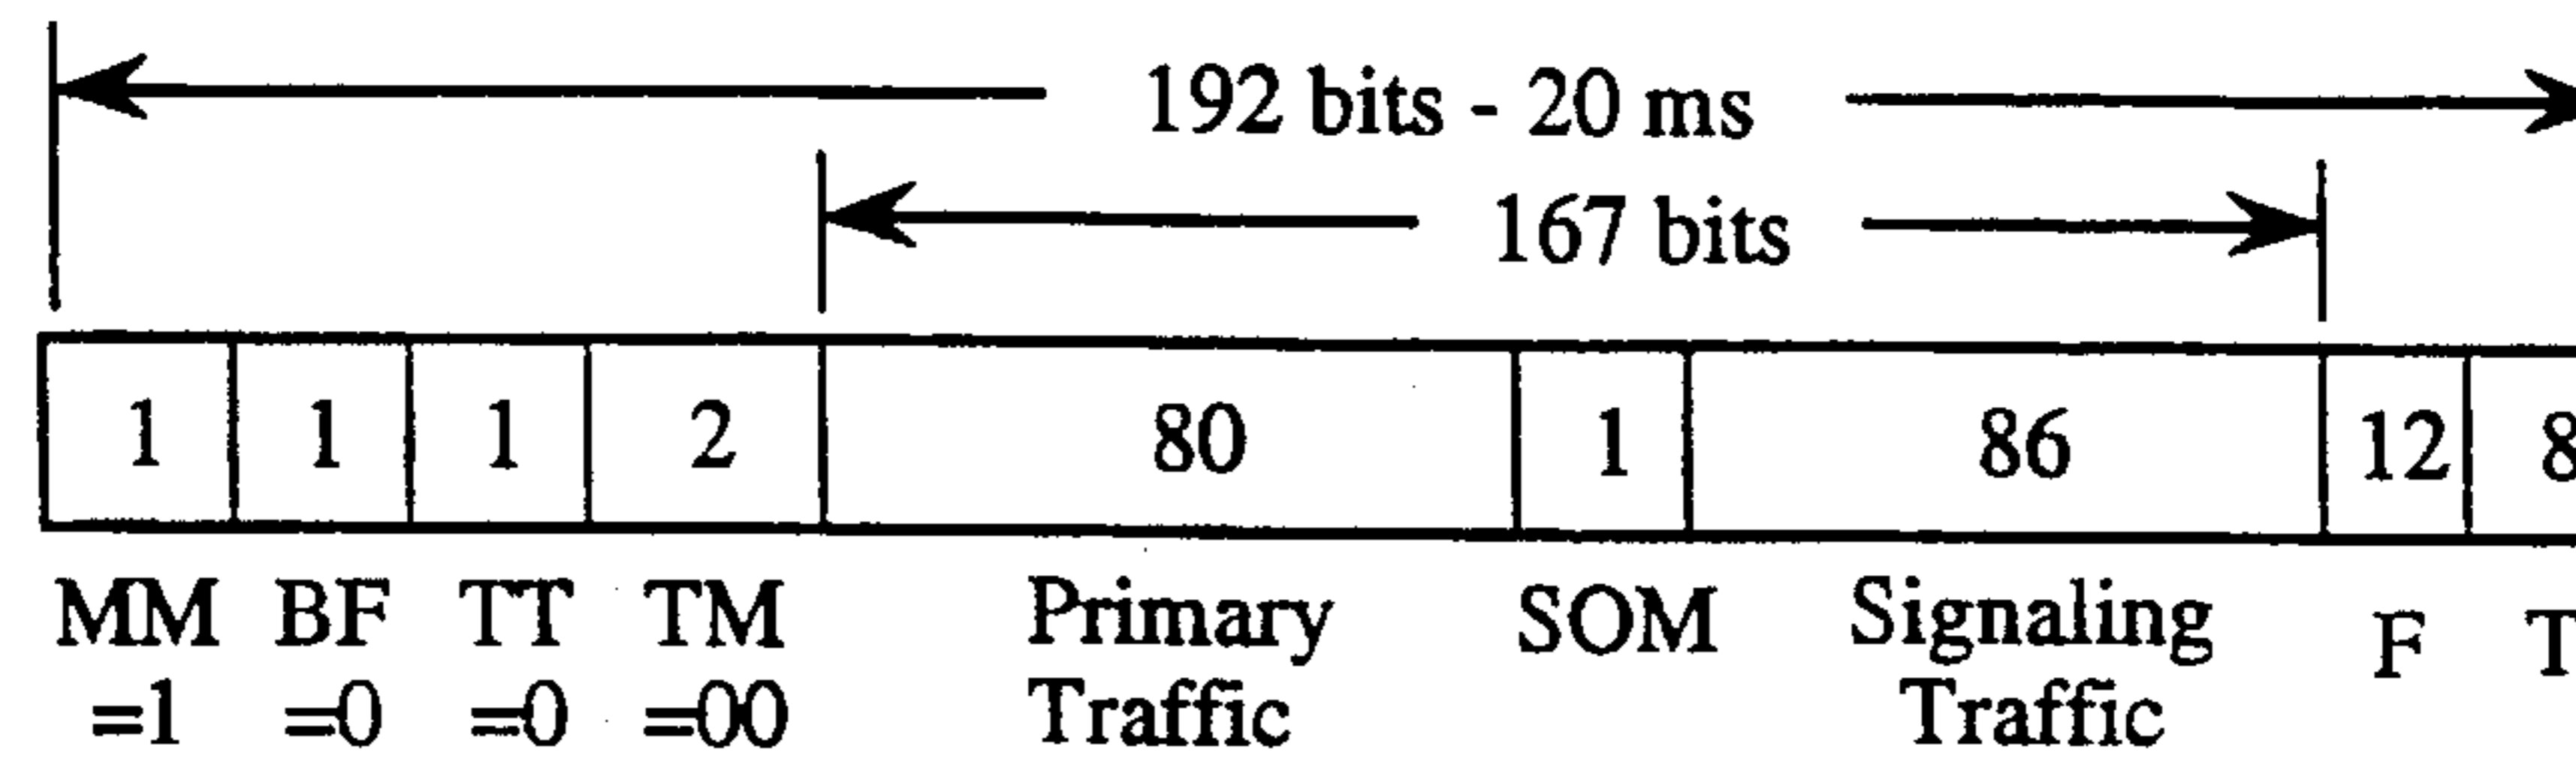 192 bits - 20 ms
167 bits
1 1 1 2 80 1 86 12 8
MM BF TT TM Primary SOM Signaling F T
=1 =0 =0 =00 Traffic Traffic